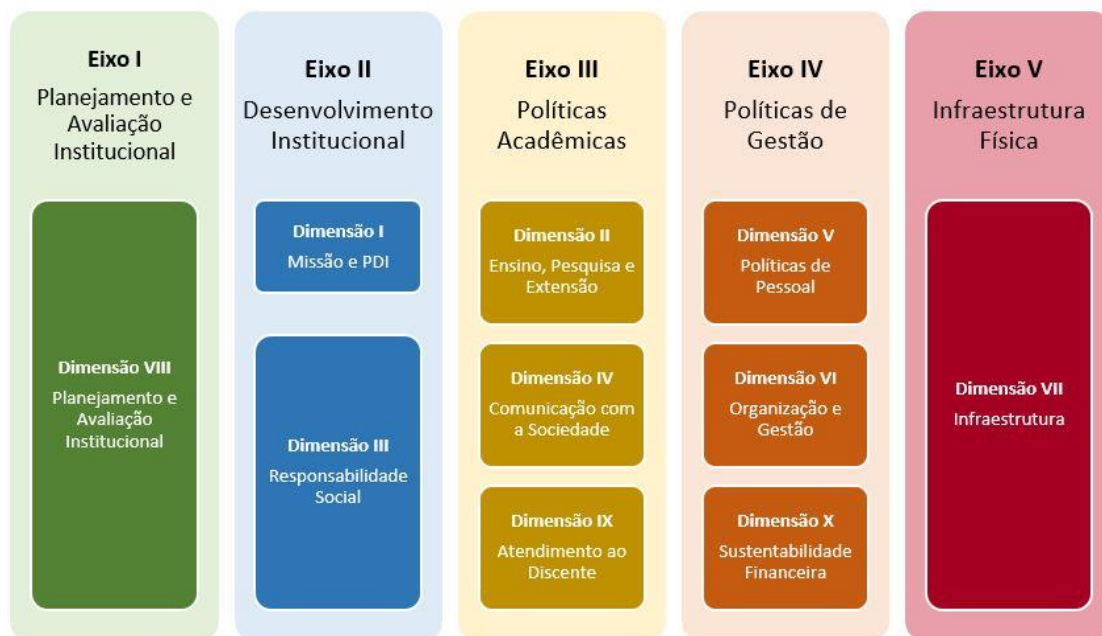 Eixo I
Planejamento e
Avaliação
Institucional
Dimensão VIII
Planejamento e
Avaliação
Institucional
Eixo II
Desenvolvimento
Institucional
Dimensão I
Missão e PDI
Dimensão III
Responsabilidade
Social
Eixo III
Políticas
Acadêmicas
Dimensão II
Ensino, Pesquisa e
Extensão
Dimensão IV
Comunicação com
a Sociedade
Dimensão IX
Atendimento ao
Discente
Eixo IV
Políticas de
Gestão
Dimensão V
Políticas de
Pessoal
Dimensão VI
Organização e
Gestão
Dimensão X
Sustentabilidade
Financeira
Eixo V
Infraestrutura
Física
Dimensão VII
Infraestrutura